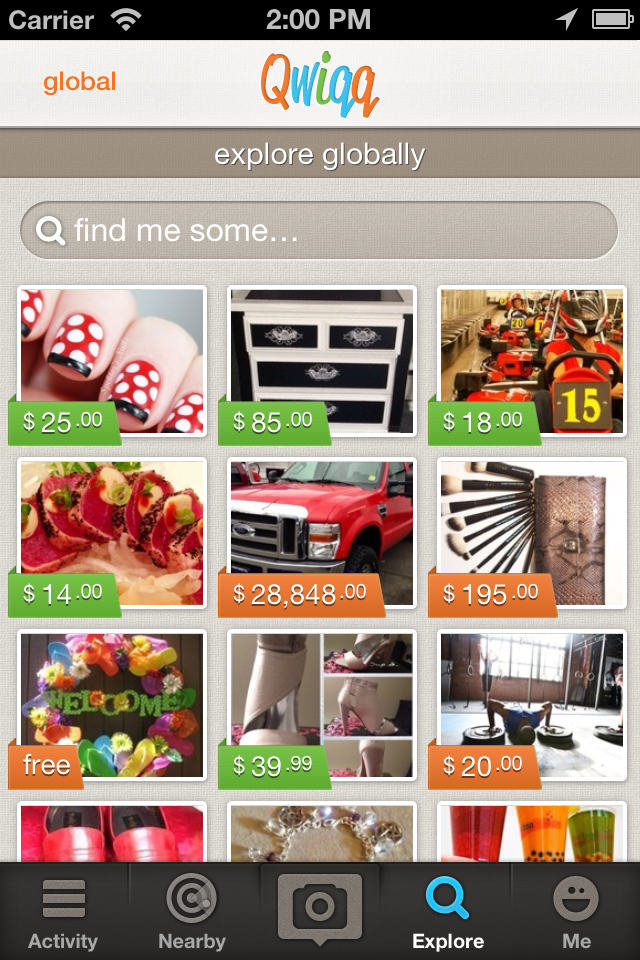 Carrier 2:00 PM
global
Qwiqq
explore globally
find me some...
$ 25.00
$ 85.00
$ 18.00
20
15
$ 14.00
$ 28,848.00
$ 195.00
WELCOME
free
$ 39.99
$ 20.00
Activity
Nearby
Explore
Me